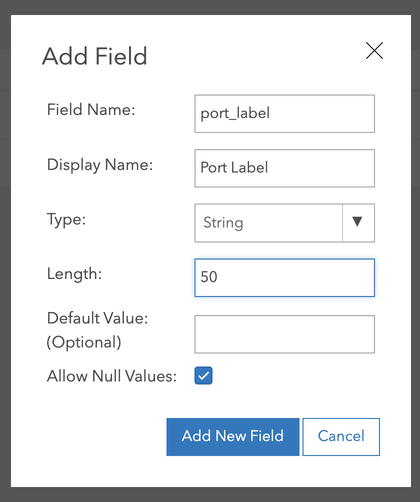 Add Field
Field Name: port_label
Display Name: Port Label
Type: String
Length: 50
Default Value:
(Optional)
Allow Null Values:
Add New Field Cancel